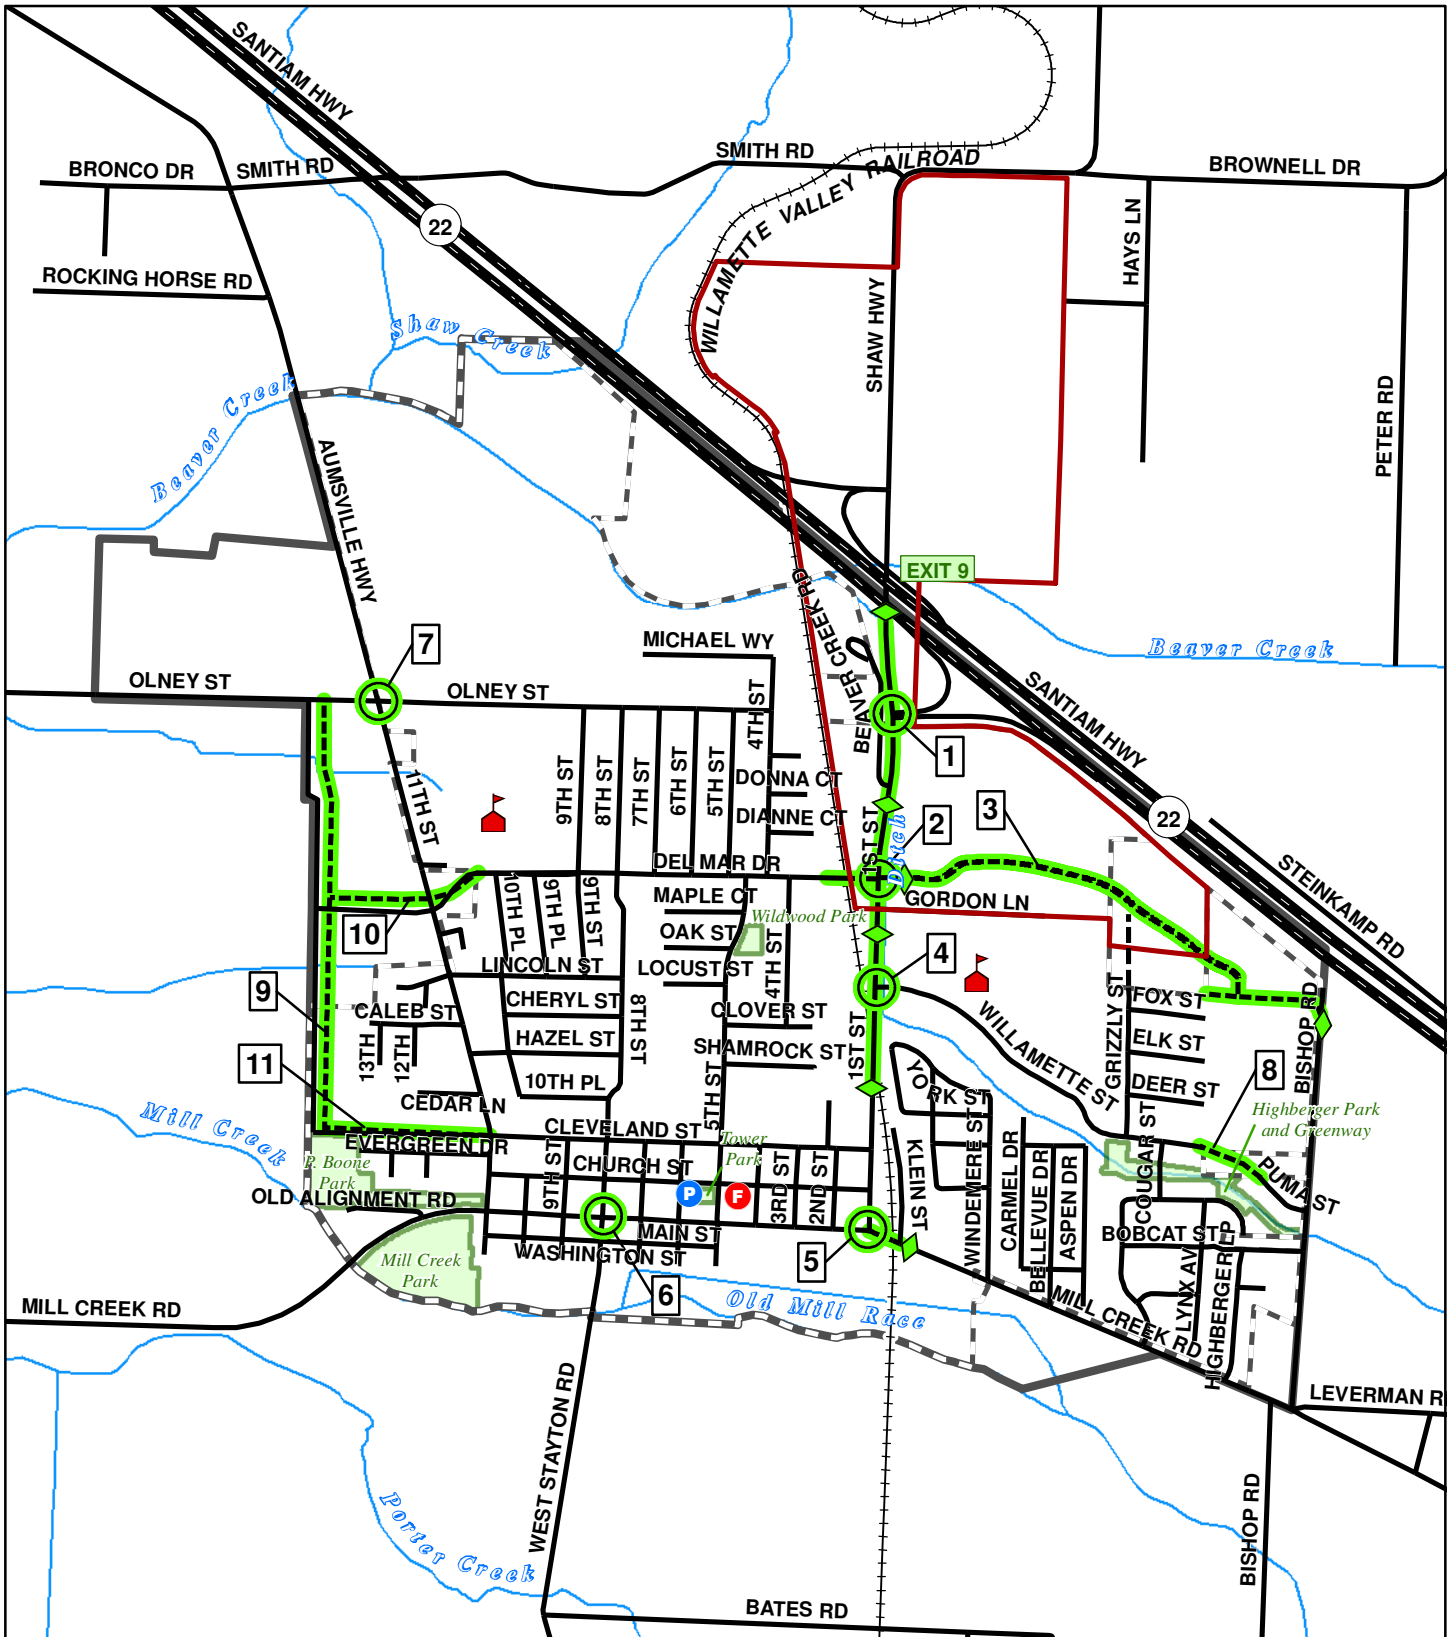 SANTIAM HWY
SMITH RD
BRONCO DR
SMITH RD
WILLAMETTE VALLEY RAILROAD
BROWNELL DR
22
HAYS LN
ROCKING HORSE RD
SHAW HWY
Shaw Creek
Beaver Creek
PETER RD
AUMSVILLE HWY
EXIT 9
BEAVER CREEK RD
7
MICHAEL WY
Beaver Creek
OLNEY ST
OLNEY ST
SANTIAM HWY
4TH ST
1
11TH ST
9TH ST
8TH ST
7TH ST
6TH ST
5TH ST
DONNA CT
DIANNE CT
1ST ST
Ditch
2
3
22
STEINKAMP RD
DEL MAR DR
MAPLE CT
GORDON LN
10TH PL
9TH PL
9TH ST
Wildwood Park
10
OAK ST
4TH ST
4
LINCOLN ST
LOCUST ST
9
CHERYL ST
8TH ST
CLOVER ST
WILLAMETTE ST
GRIZZLY ST
FOX ST
BISHOP RD
CALEB ST
HAZEL ST
SHAMROCK ST
1ST ST
ELK ST
11
13TH
12TH
10TH PL
5TH ST
YORK ST
DEER ST
8
CEDAR LN
Mill Creek
CLEVELAND ST
Highberger Park
and Greenway
EVERGREEN DR
Tower
Park
P. Boone
Park
CHURCH ST
9TH ST
P
F
3RD ST
2ND ST
KLEIN ST
WINDEMERE ST
CARMEL DR
BELLEVUE DR
ASPEN DR
COUGAR ST
PUMA ST
OLD ALIGNMENT RD
MAIN ST
BOBCAT ST
Mill Creek
Park
WASHINGTON ST
5
6
LYNX AV
HIGHBERGER LP
MILL CREEK RD
Old Mill Race
MILL CREEK RD
WEST STAYTON RD
LEVERMAN R
Porter Creek
BISHOP RD
BATES RD